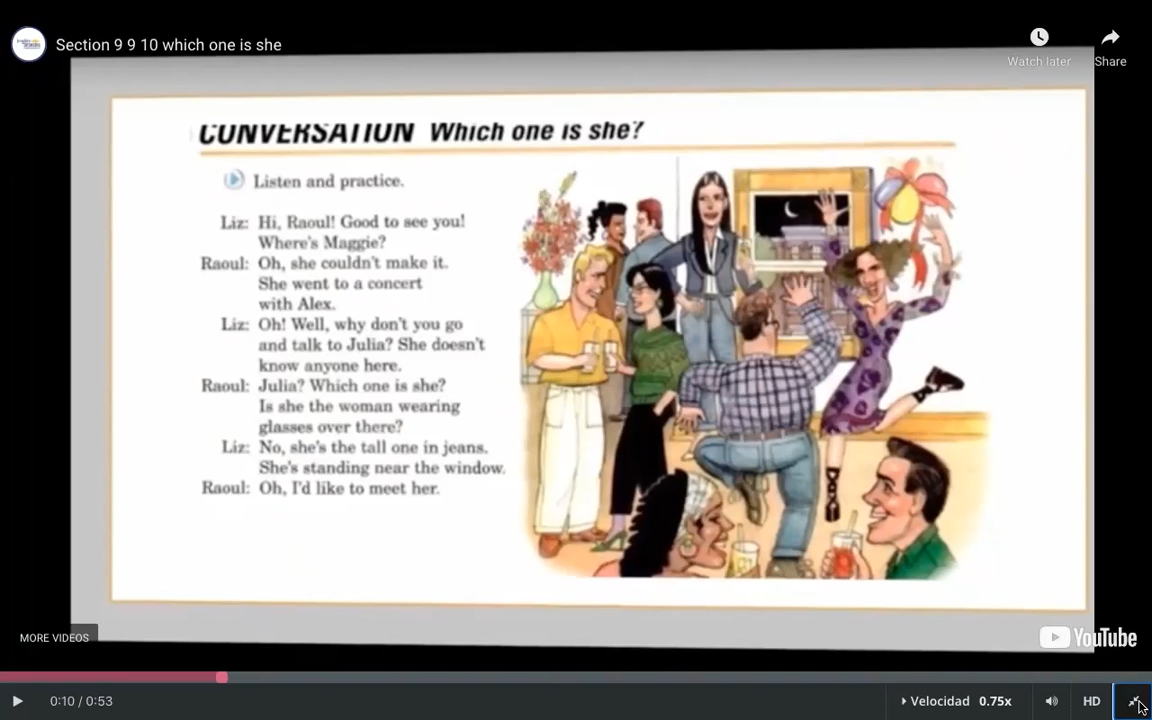 Section 9 9 10 which one is she
Watch later
Share
CONVERSATION Which one is she?
Listen and practice.
Liz: Hi, Raoul! Good to see you!
Where's Maggie?
Raoul: Oh, she couldn't make it.
She went to a concert
with Alex.
Liz: Oh! Well, why don't you go
and talk to Julia? She doesn't
know anyone here.
Raoul: Julia? Which one is she?
Is she the woman wearing
glasses over there?
Liz: No, she's the tall one in jeans.
She's standing near the window.
Raoul: Oh, I'd like to meet her.
MORE VIDEOS
YouTube
0:10 / 0:53
Velocidad 0.75x
HD